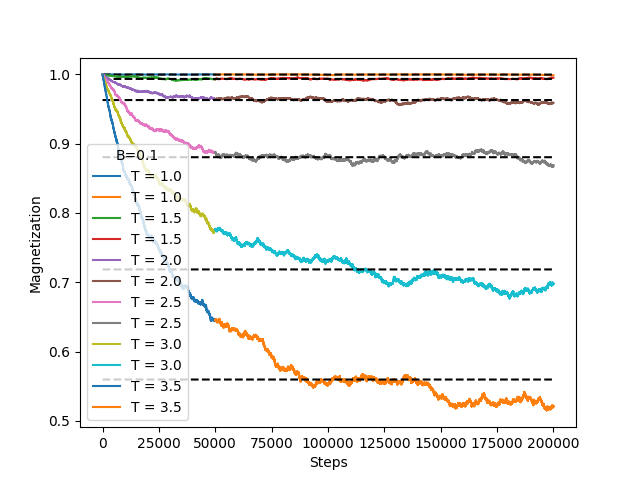 1.0
0.9
0.8
0.7
0.6
0.5
Magnetization
B=0.1
T = 1.0
T = 1.0
T = 1.5
T = 1.5
T = 2.0
T = 2.0
T = 2.5
T = 2.5
T = 3.0
T = 3.0
T = 3.5
T = 3.5
0 25000 50000 75000 100000 125000 150000 175000 200000
Steps